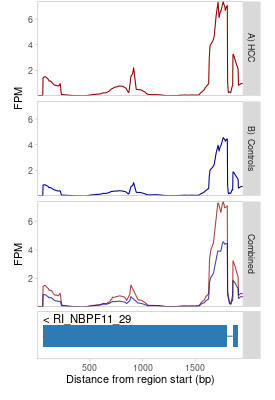 A) HCC
6
4
2
FPM
B) Controls
6
4
2
Combined
6
4
2
FPM
< RI_NBPF11_29
500 1000 1500
Distance from region start (bp)